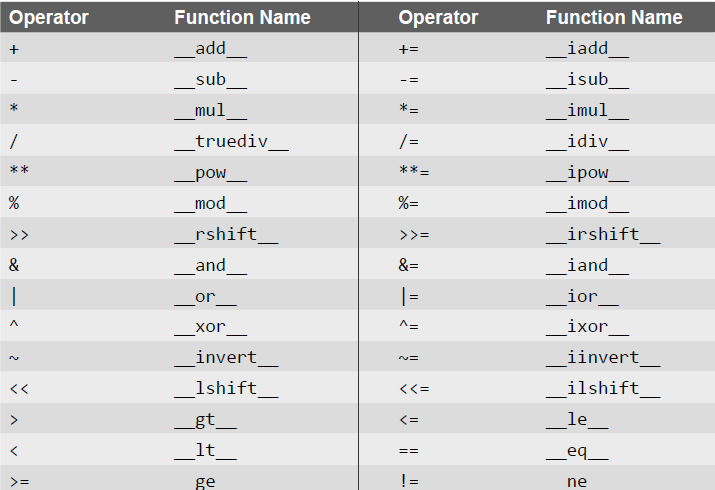 Operator Function Name Operator Function Name
+ __add__ += __iadd__
- __sub__ -= __isub__
* __mul__ *= __imul__
/ __truediv__ /= __idiv__
** __pow__ **= __ipow__
% __mod__ %= __imod__
>> __rshift__ >>= __irshift__
& __and__ &= __iand__
| __or__ |= __ior__
^ __xor__ ^= __ixor__
~ __invert__ ~= __iinvert__
<< __lshift__ <<= __ilshift__
> __gt__ <= __le__
< __lt__ == __eq__
>= ge != ne